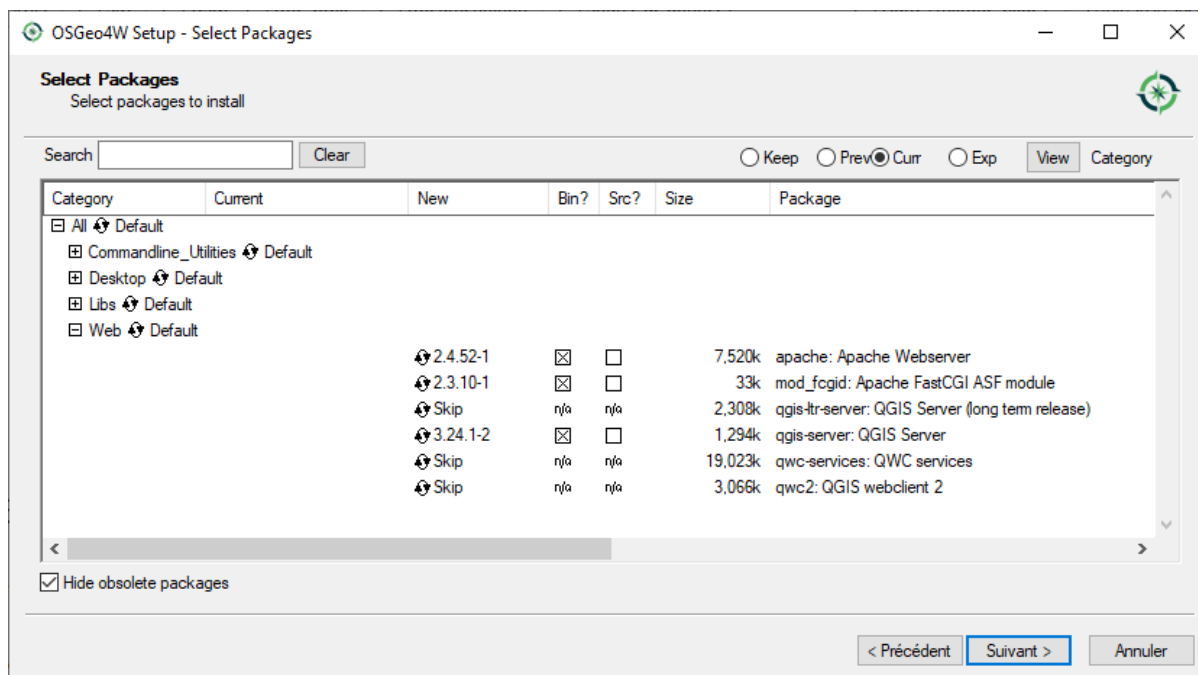 OSGeo4W Setup - Select Packages
Select Packages
Select packages to install
Search Clear Keep Prev Curr Exp View Category
Category Current New Bin? Src? Size Package
All Default
Commandline_Utilities Default
Desktop Default
Libs Default
Web Default
2.4.52-1 7,520k apache: Apache Webserver
2.3.10-1 33k mod_fcgid: Apache FastCGI ASF module
Skip n/a n/a 2,308k qgis-ltr-server: QGIS Server (long term release)
3.24.1-2 1,294k qgis-server: QGIS Server
Skip n/a n/a 19,023k qwc-services: QWC services
Skip n/a n/a 3,066k qwc2: QGIS webclient 2
Hide obsolete packages
< Précédent Suivant > Annuler